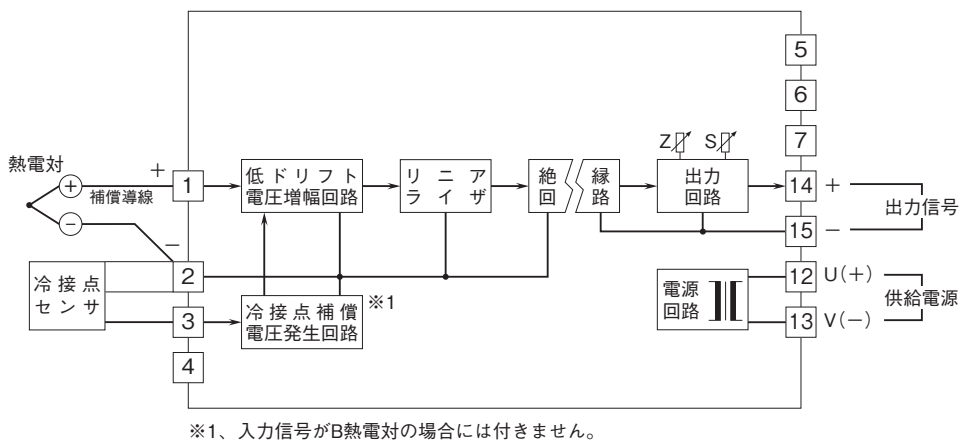 熱電対
+
−
補償導線
+
−
冷接点
センサ
1
2
3
4
低ドリフト
電圧増幅回路
リニア
ライザ
絶縁
回路
Z
S
出力
回路
冷接点補償
電圧発生回路
※1
電源
回路
5
6
7
14
+
15
−
出力信号
12
U(+)
13
V(−)
供給電源
※1、入力信号がB熱電対の場合には付きません。